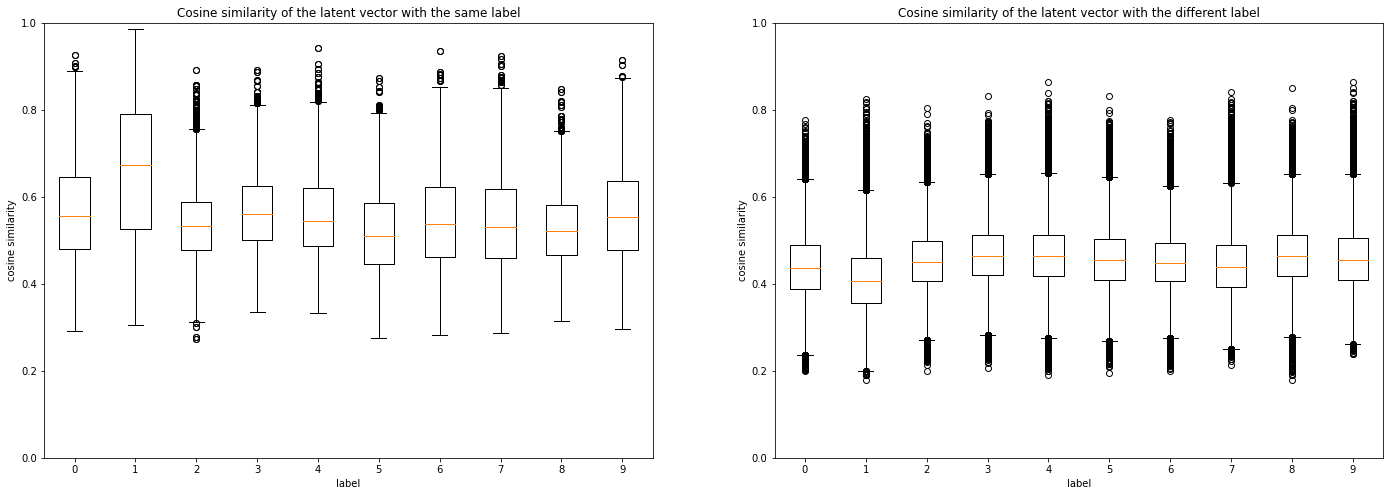 Cosine similarity of the latent vector with the same label
1.0
0.8
0.6
0.4
0.2
0.0
cosine similarity
0 1 2 3 4 5 6 7 8 9
label
Cosine similarity of the latent vector with the different label
1.0
0.8
0.6
0.4
0.2
0.0
cosine similarity
0 1 2 3 4 5 6 7 8 9
label